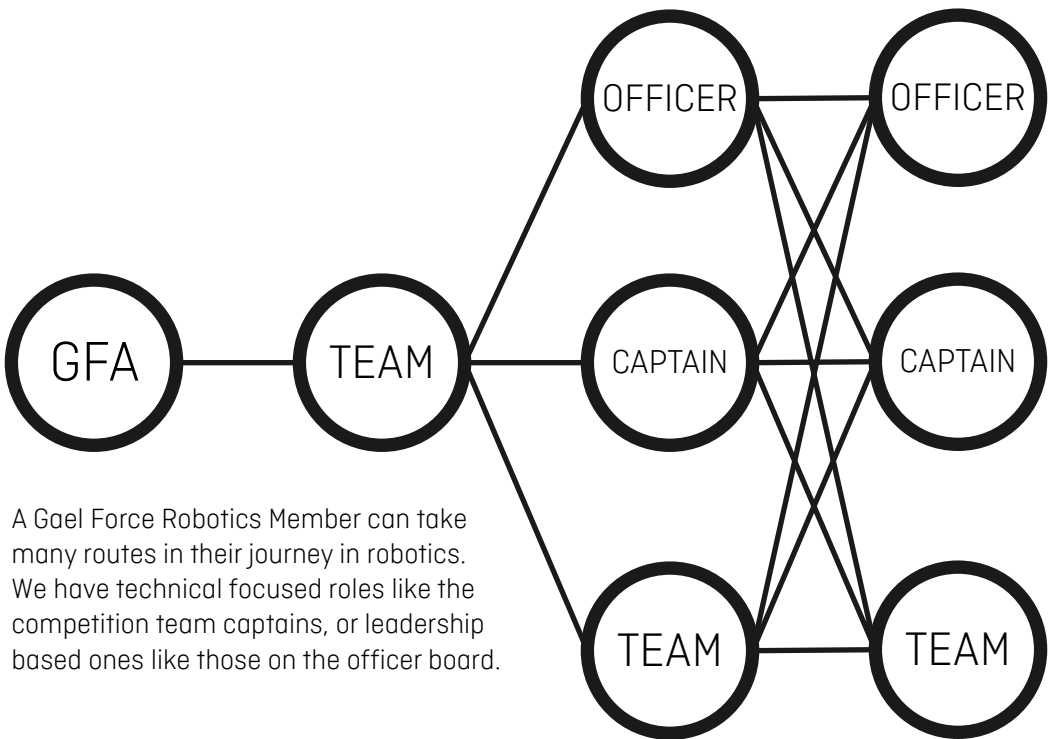 OFFICER
OFFICER
GFA
TEAM
CAPTAIN
CAPTAIN
A Gael Force Robotics Member can take
many routes in their journey in robotics.
We have technical focused roles like the
competition team captains, or leadership
based ones like those on the officer board.
TEAM
TEAM